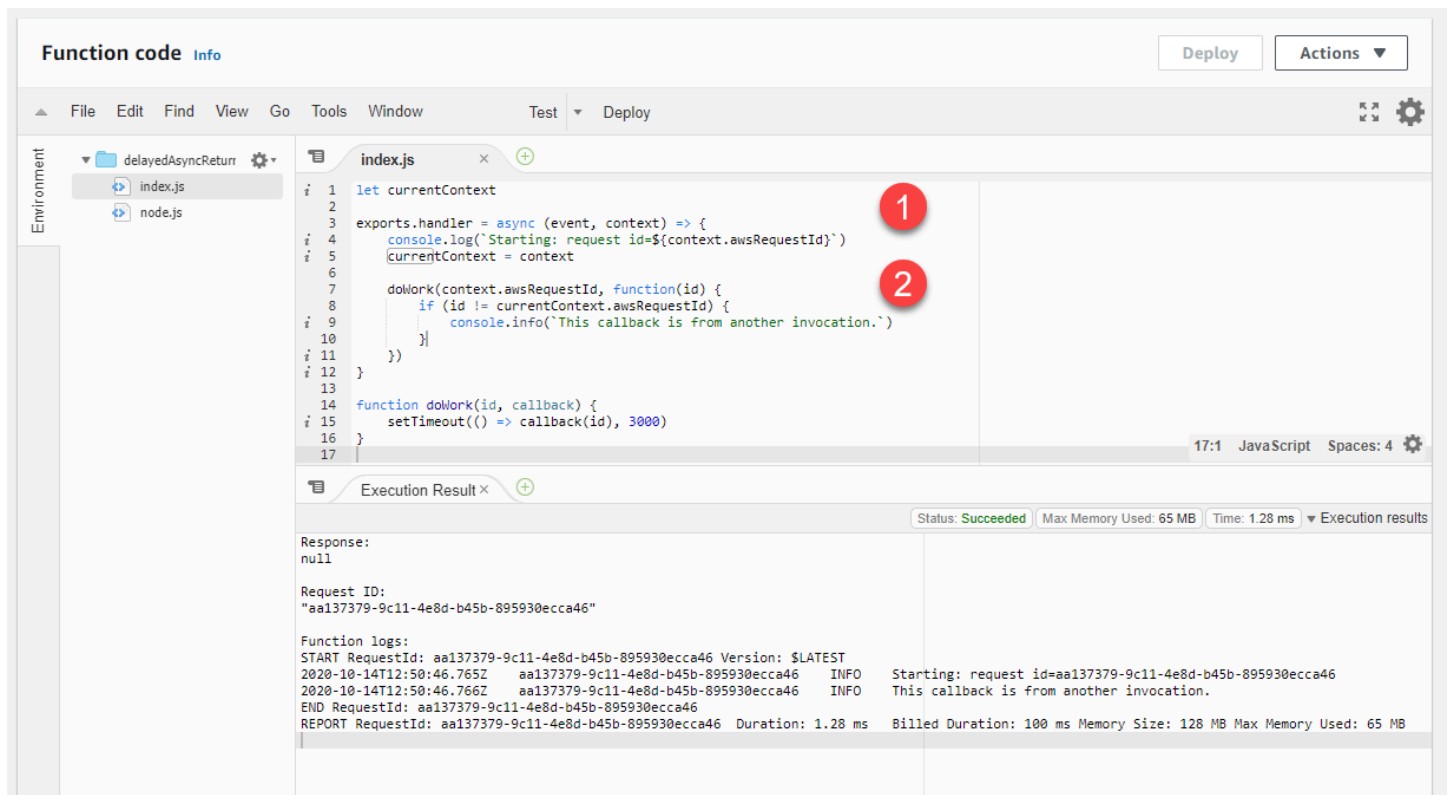 Function code Info
Deploy
Actions
File Edit Find View Go Tools Window Test Deploy
Environment
delayedAsyncReturr
index.js
node.js
index.js
1 let currentContext
2
3 exports.handler = async (event, context) => {
4     console.log(`Starting: request id=${context.awsRequestId}`)
5     currentContext = context
6
7     doWork(context.awsRequestId, function(id) {
8         if (id != currentContext.awsRequestId) {
9             console.info(`This callback is from another invocation.`)
10         }
11     })
12 }
13
14 function doWork(id, callback) {
15     setTimeout(() => callback(id), 3000)
16 }
17
1
2
17:1 JavaScript Spaces: 4
Execution Result
Status: Succeeded Max Memory Used: 65 MB Time: 1.28 ms Execution results
Response:
null
Request ID:
"aa137379-9c11-4e8d-b45b-895930ecca46"
Function logs:
START RequestId: aa137379-9c11-4e8d-b45b-895930ecca46 Version: $LATEST
2020-10-14T12:50:46.765Z aa137379-9c11-4e8d-b45b-895930ecca46 INFO Starting: request id=aa137379-9c11-4e8d-b45b-895930ecca46
2020-10-14T12:50:46.766Z aa137379-9c11-4e8d-b45b-895930ecca46 INFO This callback is from another invocation.
END RequestId: aa137379-9c11-4e8d-b45b-895930ecca46
REPORT RequestId: aa137379-9c11-4e8d-b45b-895930ecca46 Duration: 1.28 ms Billed Duration: 100 ms Memory Size: 128 MB Max Memory Used: 65 MB